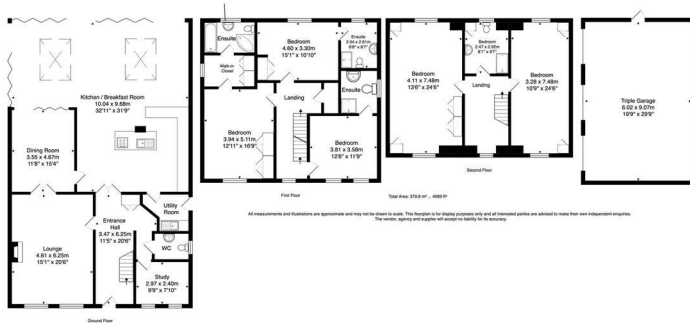 Kitchen / Breakfast Room
10.04 x 9.68m
32'11" x 31'9"
Dining Room
3.55 x 4.67m
11'8" x 15'4"
Utility
Room
Entrance
Hall
3.47 x 6.25m
11'5" x 20'6"
Lounge
4.61 x 6.25m
15'1" x 20'6"
WC
Study
2.97 x 2.40m
9'9" x 7'10"
Ground Floor
Ensuite
Bedroom
4.60 x 3.30m
15'1" x 10'10"
Ensuite
2.04 x 2.61m
6'8" x 8'7"
Walk-in
Closet
Ensuite
Landing
Bedroom
3.94 x 5.11m
12'11" x 16'9"
Bedroom
3.81 x 3.59m
12'6" x 11'9"
First Floor
Bedroom
2.47 x 2.92m
8'1" x 9'7"
Bedroom
4.11 x 7.48m
13'6" x 24'6"
Bedroom
3.28 x 7.48m
10'9" x 24'6"
Landing
Second Floor
Triple Garage
6.02 x 9.07m
19'9" x 29'9"
Total Area: 379.8 m² ... 4089 ft²
All measurements and illustrations are approximate and may not be drawn to scale. This floorplan is for display purposes only and all interested parties are advised to make their own independent enquiries.
The vendor, agency and supplier will accept no liability for its accuracy.